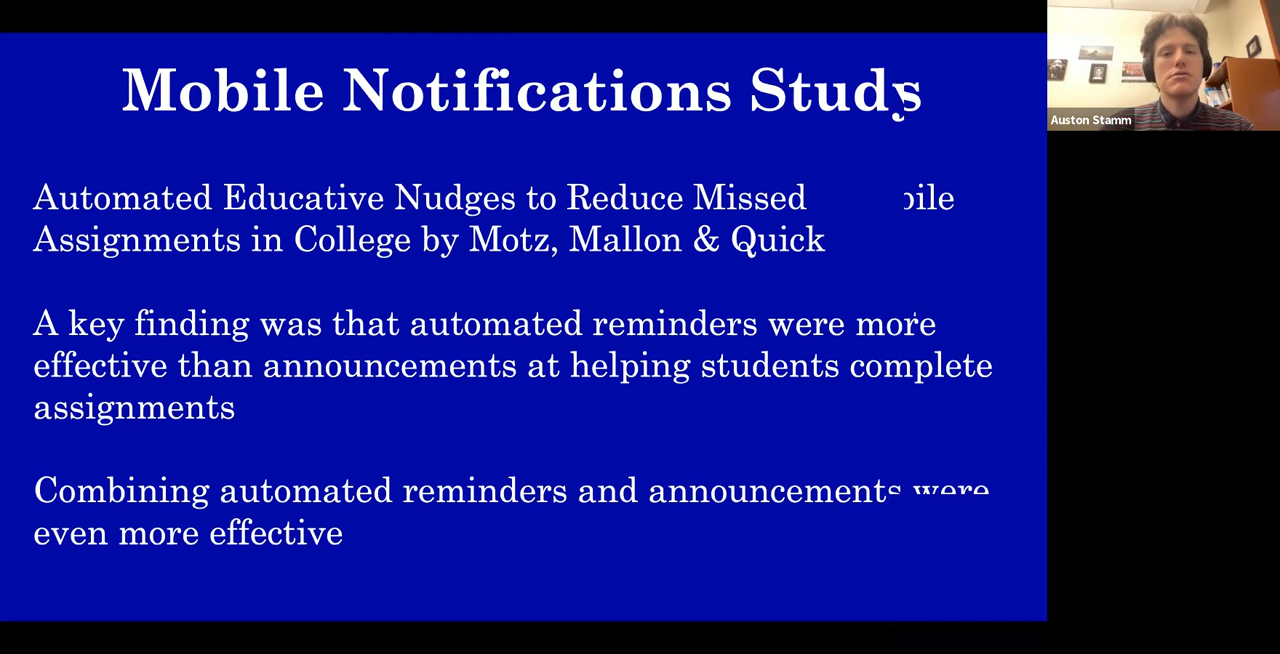 Mobile Notifications Study
Automated Educative Nudges to Reduce Missed
Assignments in College by Motz, Mallon & Quick
A key finding was that automated reminders were more
effective than announcements at helping students complete
assignments
Combining automated reminders and announcements were
even more effective
Auston Stamm